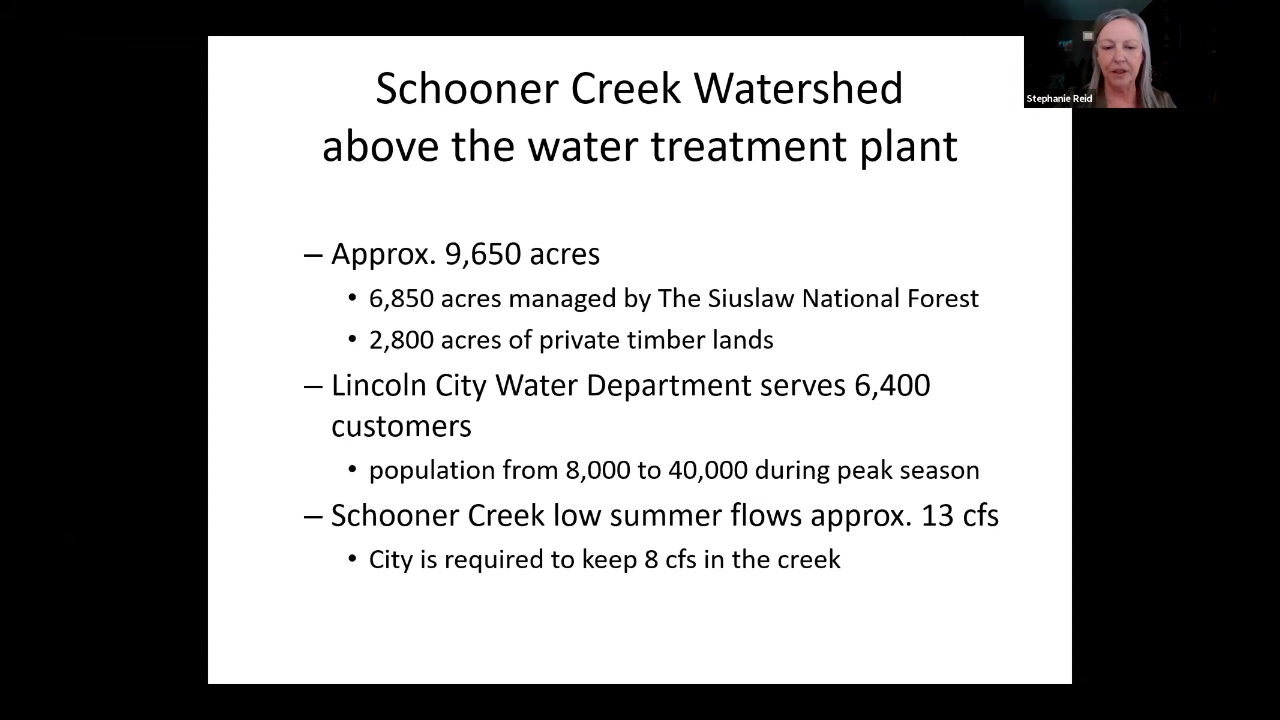 Schooner Creek Watershed
above the water treatment plant
Stephanie Reid
– Approx. 9,650 acres
• 6,850 acres managed by The Siuslaw National Forest
• 2,800 acres of private timber lands
– Lincoln City Water Department serves 6,400
customers
• population from 8,000 to 40,000 during peak season
– Schooner Creek low summer flows approx. 13 cfs
• City is required to keep 8 cfs in the creek